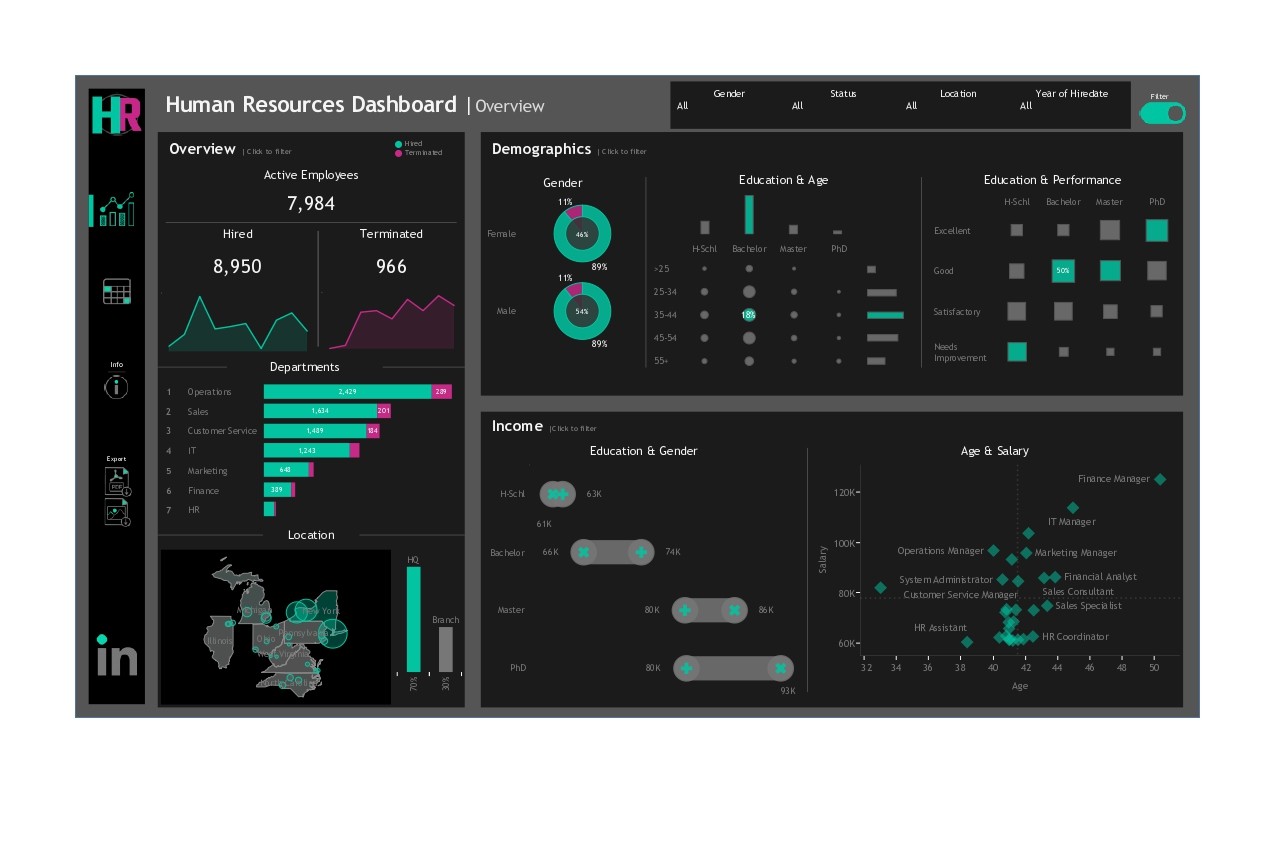 HR
Human Resources Dashboard | Overview
Gender
All
Status
All
Location
All
Year of Hiredate
All
Filter
Info
Export
PDF
in
Overview | Click to filter
Hired
Terminated
Active Employees
7,984
Hired
8,950
Terminated
966
Departments
1 Operations 2,429 289
2 Sales 1,634 201
3 Customer Service 1,489 184
4 IT 1,243
5 Marketing 648
6 Finance 389
7 HR
Location
Michigan
New York
Illinois
Ohio
Pennsylvania
West Virginia
North Carolina
HQ
70%
Branch
30%
Demographics | Click to filter
Gender
11%
Female 46%
89%
11%
Male 54%
89%
Education & Age
H-Schl Bachelor Master PhD
>25
25-34
35-44 18%
45-54
55+
Education & Performance
H-Schl Bachelor Master PhD
Excellent
Good 50%
Satisfactory
Needs
Improvement
Income |Click to filter
Education & Gender
H-Schl 63K
61K
Bachelor 66K 74K
Master 80K 86K
PhD 80K
93K
Age & Salary
Salary
120K
100K
80K
60K
Finance Manager
IT Manager
Operations Manager
Marketing Manager
System Administrator
Financial Analyst
Customer Service Manager
Sales Consultant
Sales Specialist
HR Assistant
HR Coordinator
32 34 36 38 40 42 44 46 48 50
Age